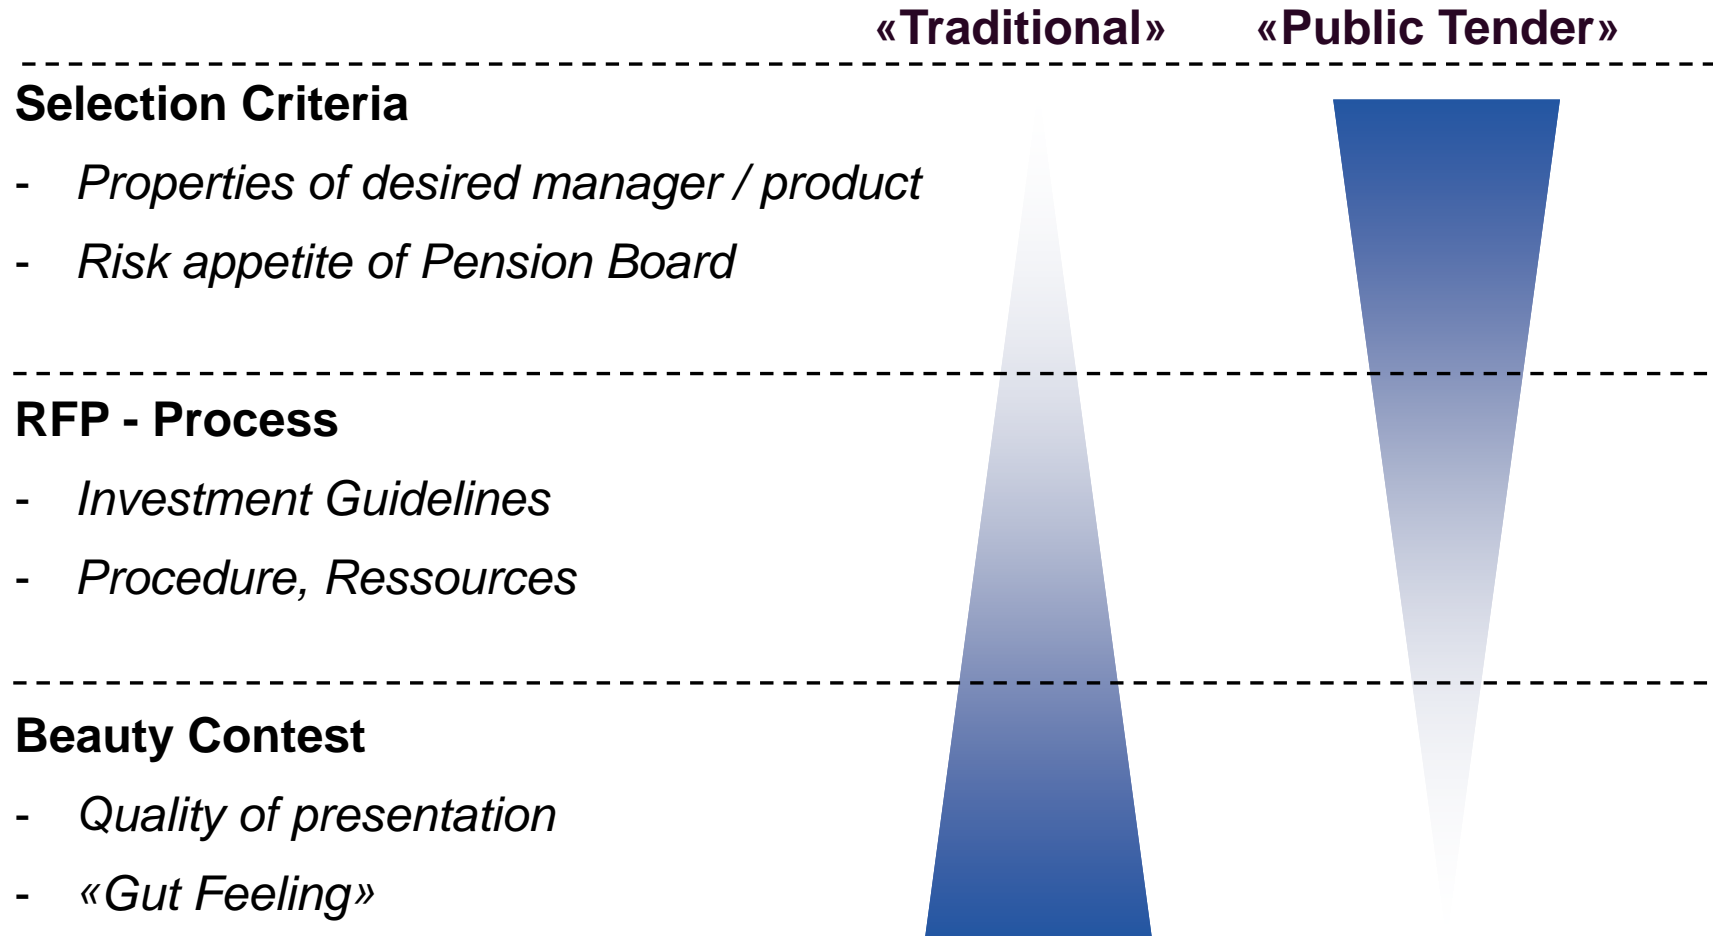 «Traditional» «Public Tender»
Selection Criteria
- Properties of desired manager / product
- Risk appetite of Pension Board
RFP - Process
- Investment Guidelines
- Procedure, Ressources
Beauty Contest
- Quality of presentation
- «Gut Feeling»